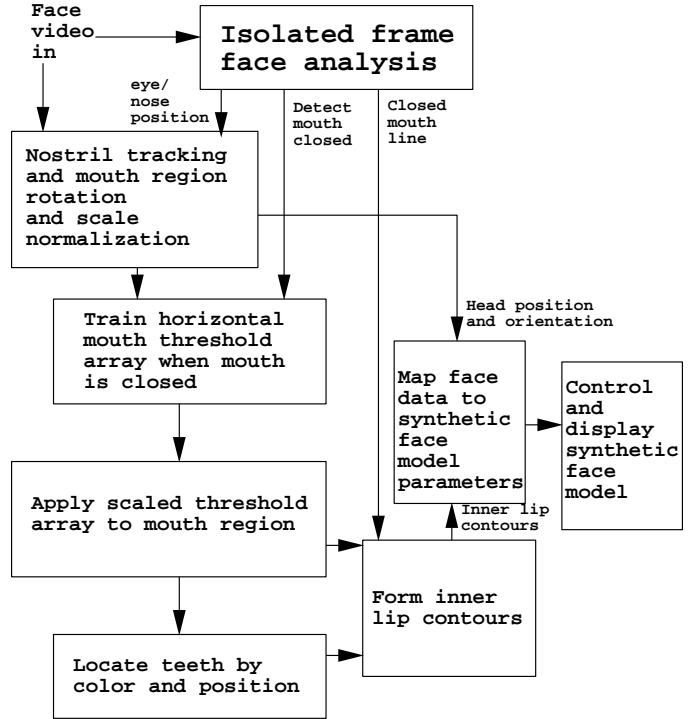 Face
video
in
Isolated frame
face analysis
eye/
nose
position
Detect
mouth
closed
Closed
mouth
line
Nostril tracking
and mouth region
rotation
and scale
normalization
Head position
and orientation
Train horizontal
mouth threshold
array when mouth
is closed
Map face
data to
synthetic
face
model
parameters
Control
and
display
synthetic
face
model
Apply scaled threshold
array to mouth region
Inner lip
contours
Form inner
lip contours
Locate teeth by
color and position